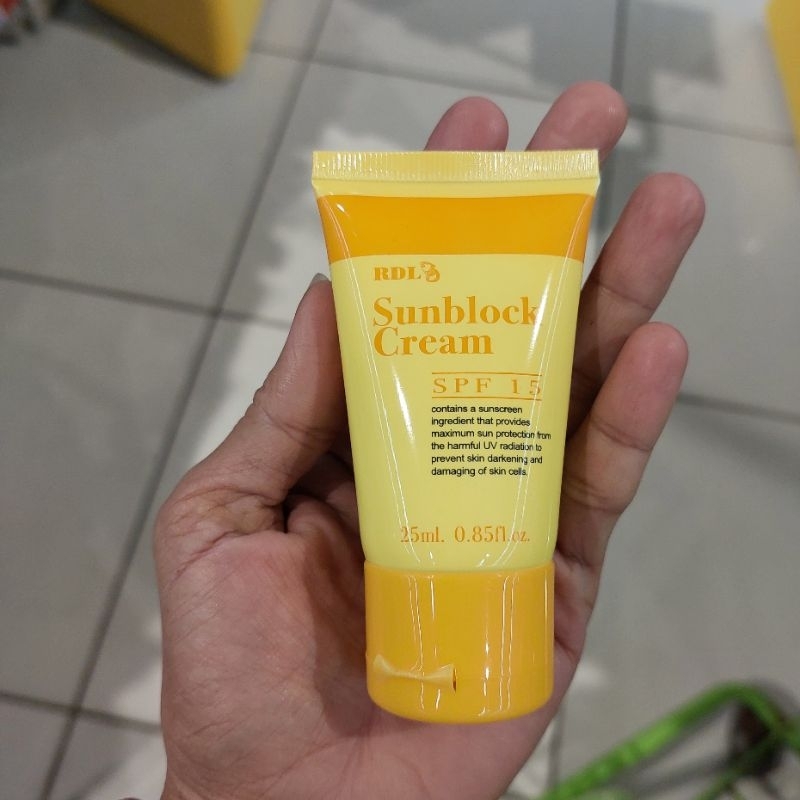 RDL
Sunblock
Cream
SPF 15
contains a sunscreen
ingredient that provides
maximum sun protection from
the harmful UV radiation to
prevent skin darkening and
damaging of skin cells.
25ml. 0.85fl.oz.